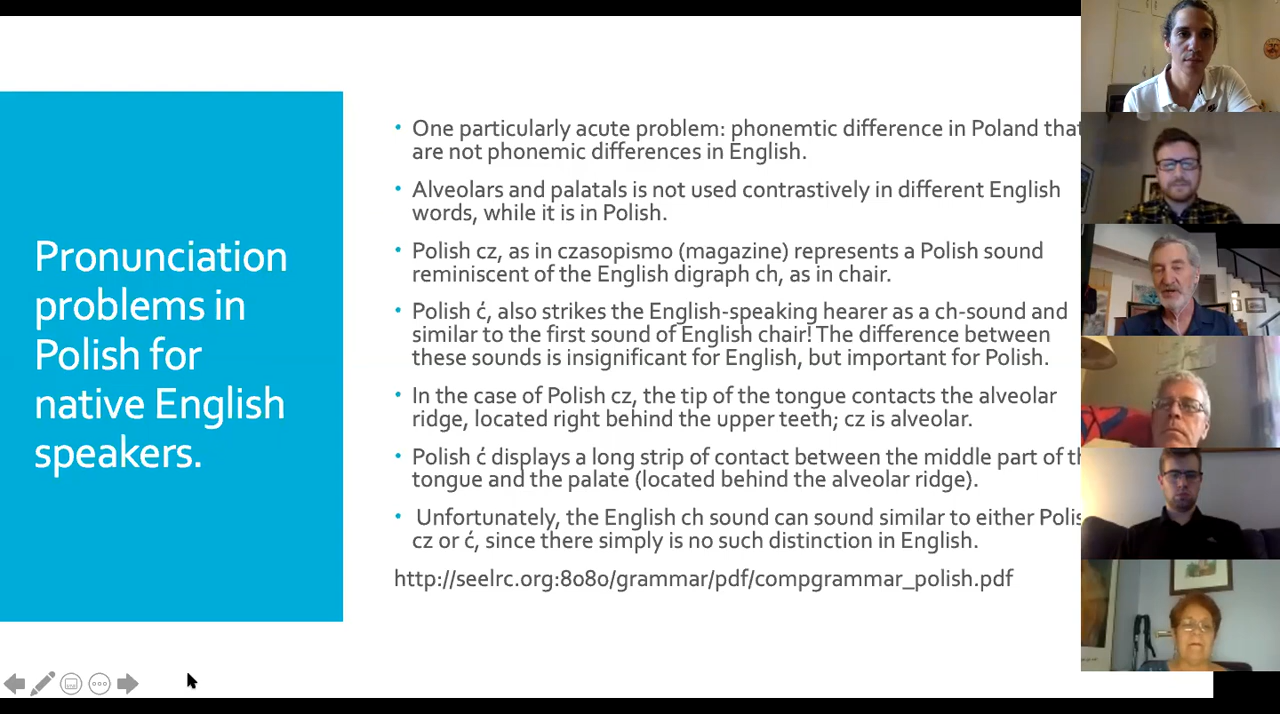 Pronunciation
problems in
Polish for
native English
speakers.
• One particularly acute problem: phonemtic difference in Poland that
are not phonemic differences in English.
• Alveolars and palatals is not used contrastively in different English
words, while it is in Polish.
• Polish cz, as in czasopismo (magazine) represents a Polish sound
reminiscent of the English digraph ch, as in chair.
• Polish ć, also strikes the English-speaking hearer as a ch-sound and
similar to the first sound of English chair! The difference between
these sounds is insignificant for English, but important for Polish.
• In the case of Polish cz, the tip of the tongue contacts the alveolar
ridge, located right behind the upper teeth; cz is alveolar.
• Polish ć displays a long strip of contact between the middle part of th
tongue and the palate (located behind the alveolar ridge).
• Unfortunately, the English ch sound can sound similar to either Polis
cz or ć, since there simply is no such distinction in English.
http://seelrc.org:8080/grammar/pdf/compgrammar_polish.pdf